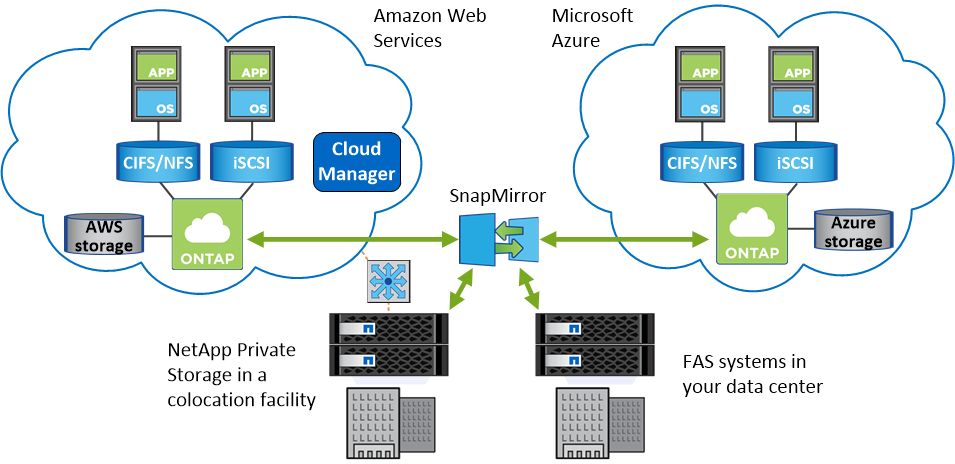 Amazon Web
Services
Microsoft
Azure
APP
OS
APP
OS
CIFS/NFS
iSCSI
Cloud
Manager
AWS
storage
ONTAP
SnapMirror
APP
OS
APP
OS
CIFS/NFS
iSCSI
ONTAP
Azure
storage
NetApp Private
Storage in a
colocation facility
FAS systems in
your data center